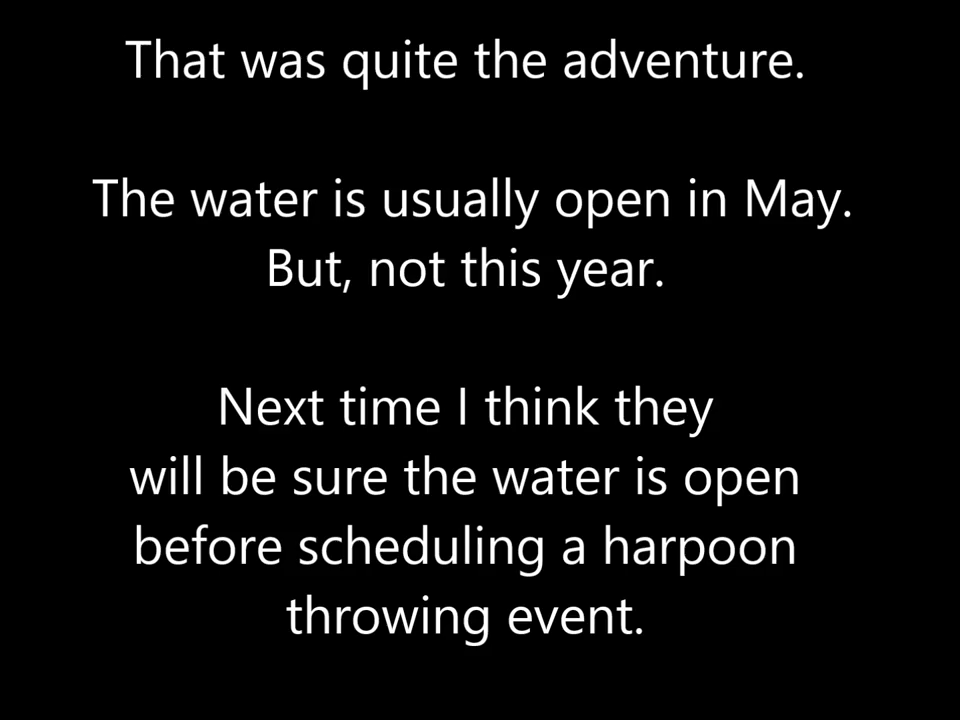 That was quite the adventure.
The water is usually open in May.
But, not this year.
Next time I think they
will be sure the water is open
before scheduling a harpoon
throwing event.